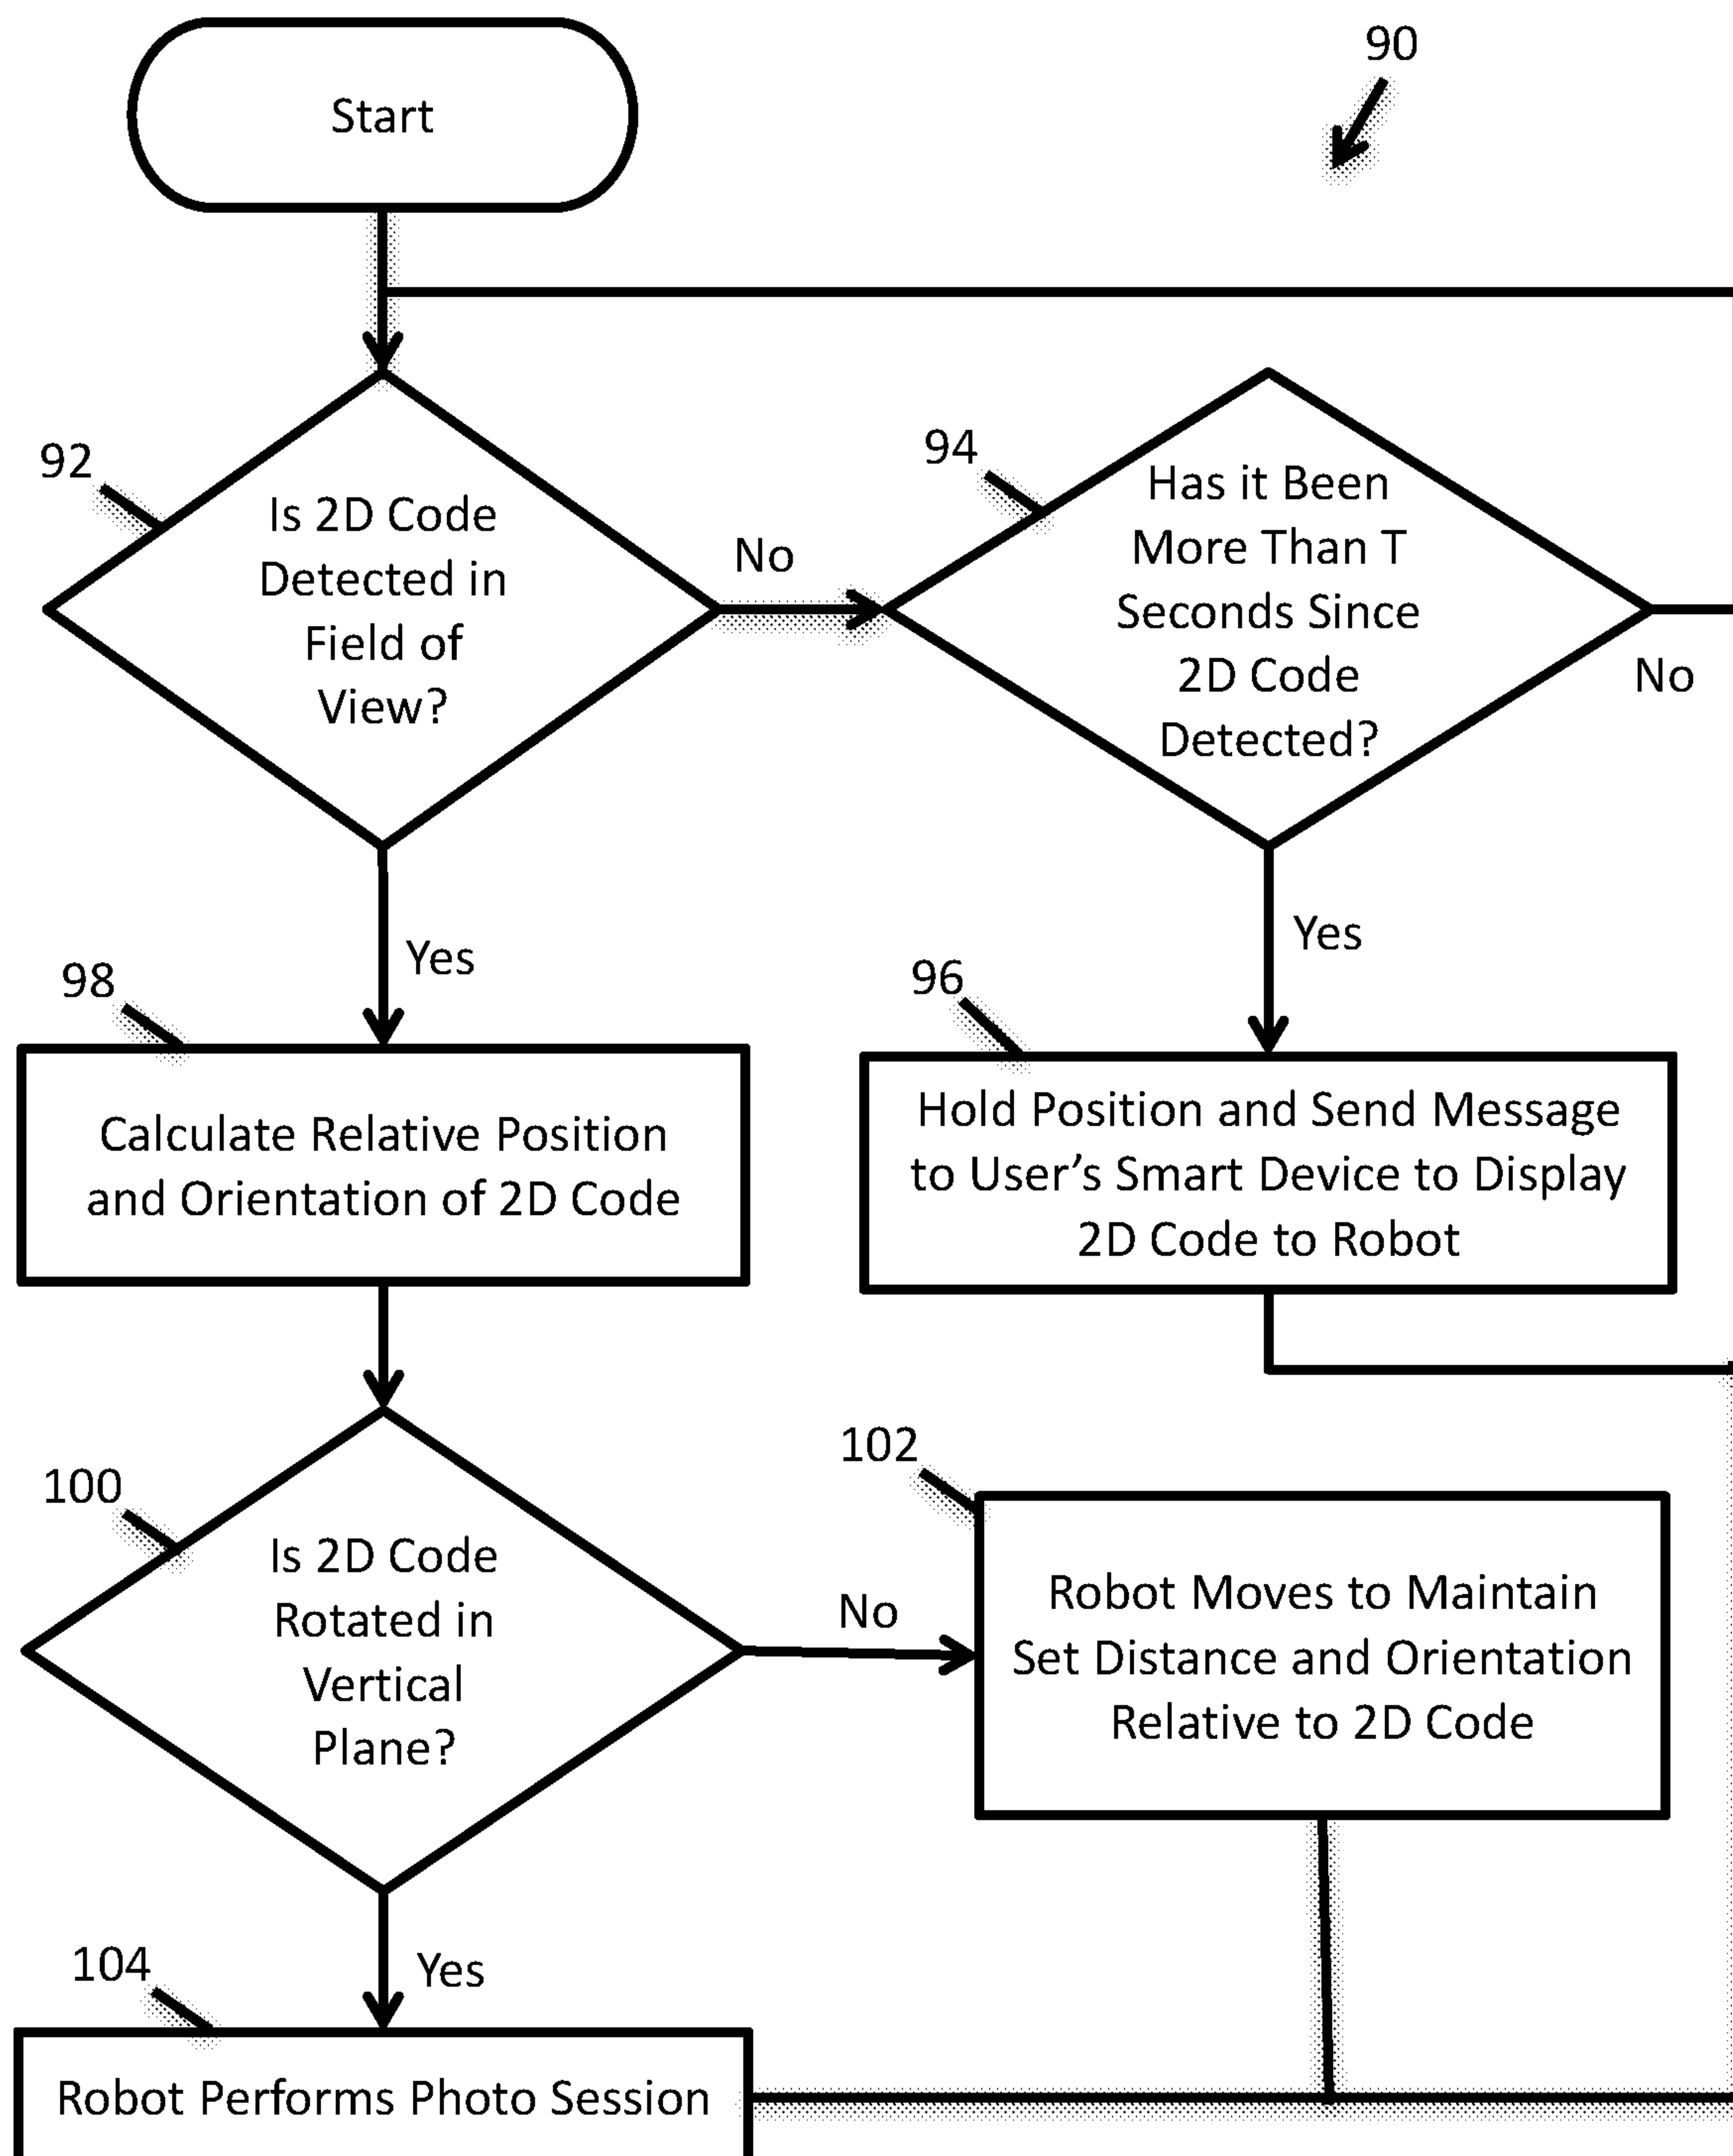 Start
90
92
Is 2D Code
Detected in
Field of
View?
No
94
Has it Been
More Than T
Seconds Since
2D Code
Detected?
No
Yes
Yes
98
Calculate Relative Position
and Orientation of 2D Code
96
Hold Position and Send Message
to User’s Smart Device to Display
2D Code to Robot
100
Is 2D Code
Rotated in
Vertical
Plane?
No
102
Robot Moves to Maintain
Set Distance and Orientation
Relative to 2D Code
Yes
104
Robot Performs Photo Session